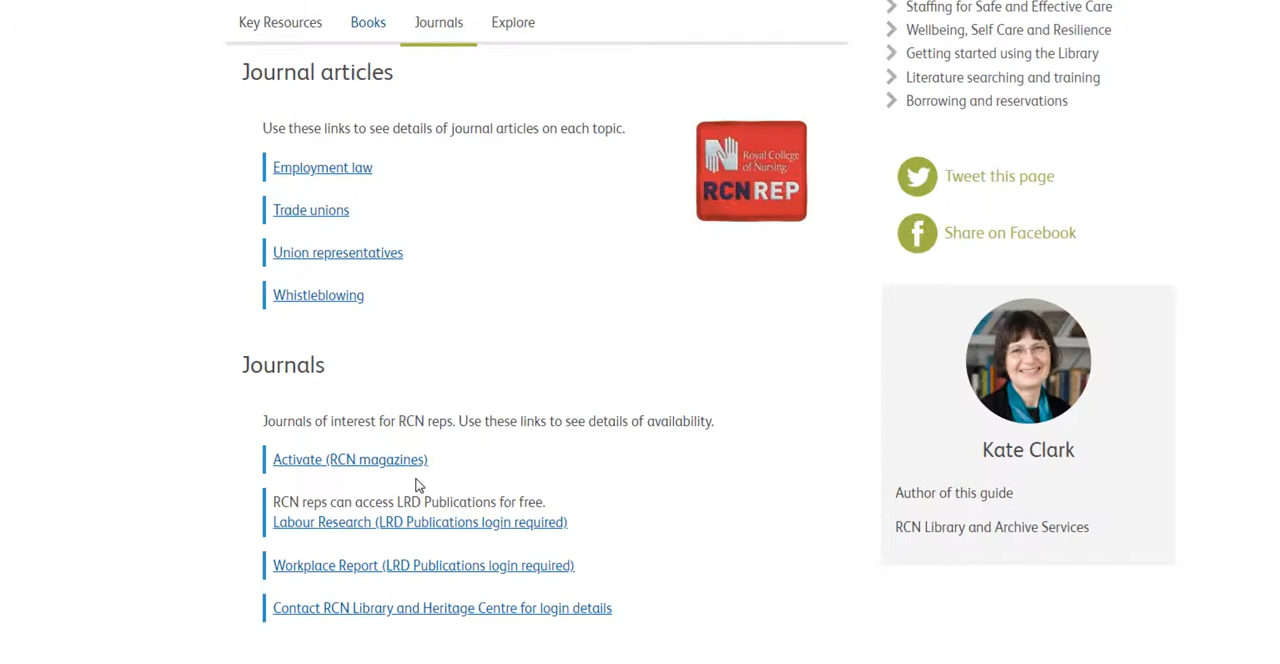 Key Resources
Books
Journals
Explore
Journal articles
Use these links to see details of journal articles on each topic.
Employment law
Trade unions
Union representatives
Whistleblowing
Royal College
of Nursing
RCNREP
Journals
Journals of interest for RCN reps. Use these links to see details of availability.
Activate (RCN magazines)
RCN reps can access LRD Publications for free.
Labour Research (LRD Publications login required)
Workplace Report (LRD Publications login required)
Contact RCN Library and Heritage Centre for login details
Staffing for Safe and Effective Care
Wellbeing, Self Care and Resilience
Getting started using the Library
Literature searching and training
Borrowing and reservations
Tweet this page
Share on Facebook
Kate Clark
Author of this guide
RCN Library and Archive Services